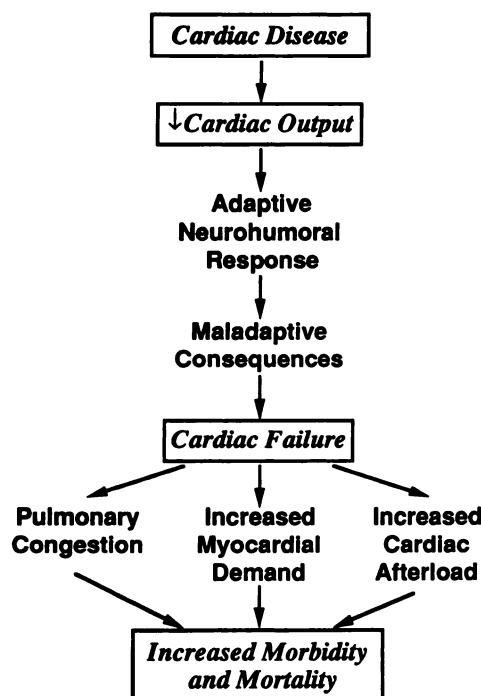 Cardiac Disease
↓Cardiac Output
Adaptive
Neurohumoral
Response
Maladaptive
Consequences
Cardiac Failure
Pulmonary
Congestion
Increased
Myocardial
Demand
Increased
Cardiac
Afterload
Increased Morbidity
and Mortality